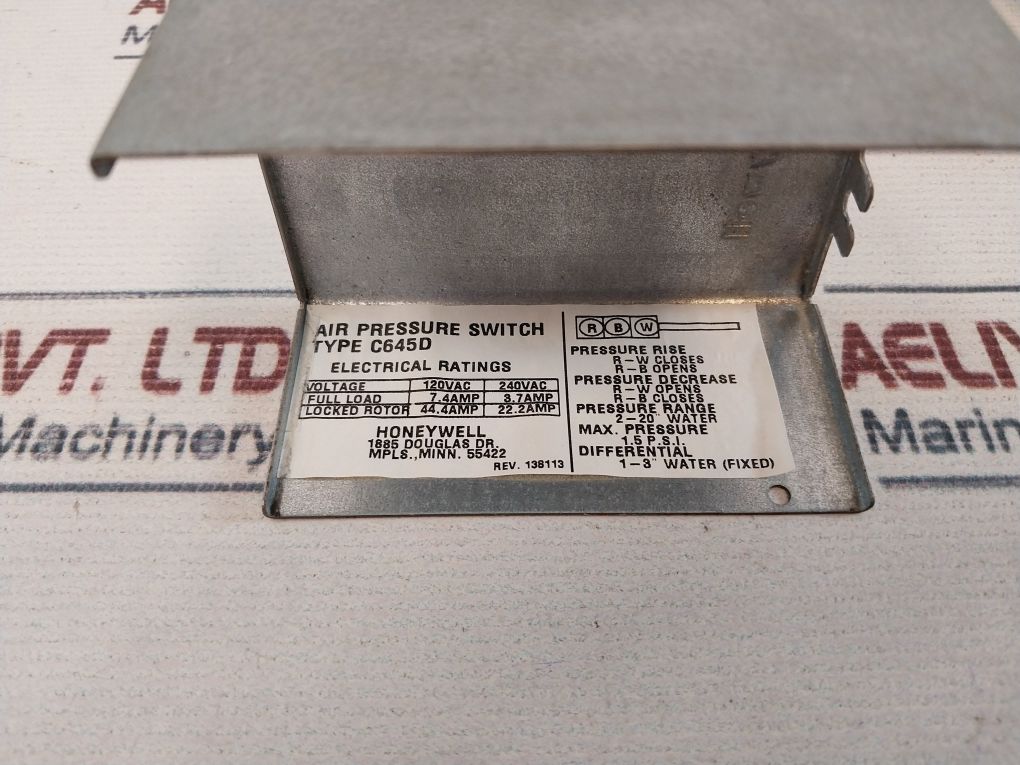 AIR PRESSURE SWITCH
TYPE C645D
ELECTRICAL RATINGS
VOLTAGE 120VAC 240VAC
FULL LOAD 7.4AMP 3.7AMP
LOCKED ROTOR 44.4AMP 22.2AMP
HONEYWELL
1885 DOUGLAS DR.
MPLS.,MINN. 55422
REV. 138113
R B W
PRESSURE RISE
R-W CLOSES
R-B OPENS
PRESSURE DECREASE
R-W OPENS
R-B CLOSES
PRESSURE RANGE
2-20" WATER
MAX. PRESSURE
1.5 P.S.I.
DIFFERENTIAL
1-3" WATER (FIXED)
VT. LTD
Machinery
AELIY
Marin